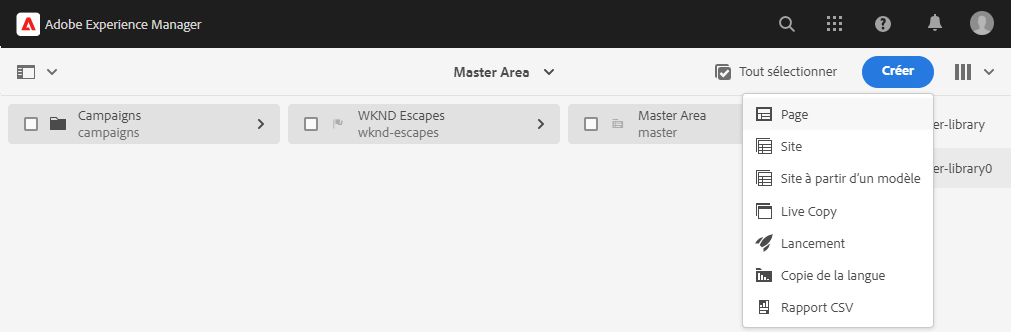 Adobe Experience Manager
Master Area
Tout sélectionner
Créer
Campaigns
campaigns
WKND Escapes
wknd-escapes
Master Area
master
er-library
er-library0
Page
Site
Site à partir d'un modèle
Live Copy
Lancement
Copie de la langue
Rapport CSV